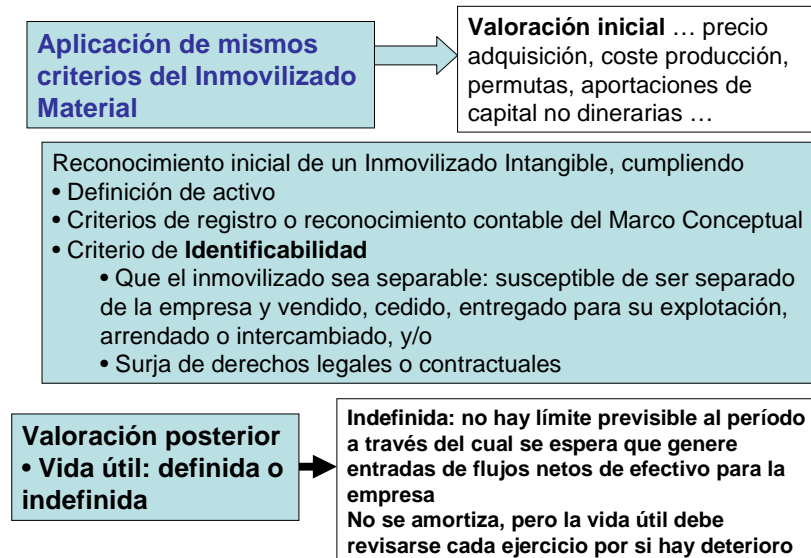 Aplicación de mismos
criterios del Inmovilizado
Material
Valoración inicial … precio
adquisición, coste producción,
permutas, aportaciones de
capital no dinerarias …
Reconocimiento inicial de un Inmovilizado Intangible, cumpliendo
• Definición de activo
• Criterios de registro o reconocimiento contable del Marco Conceptual
• Criterio de Identificabilidad
• Que el inmovilizado sea separable: susceptible de ser separado
de la empresa y vendido, cedido, entregado para su explotación,
arrendado o intercambiado, y/o
• Surja de derechos legales o contractuales
Valoración posterior
• Vida útil: definida o
indefinida
Indefinida: no hay límite previsible al período
a través del cual se espera que genere
entradas de flujos netos de efectivo para la
empresa
No se amortiza, pero la vida útil debe
revisarse cada ejercicio por si hay deterioro